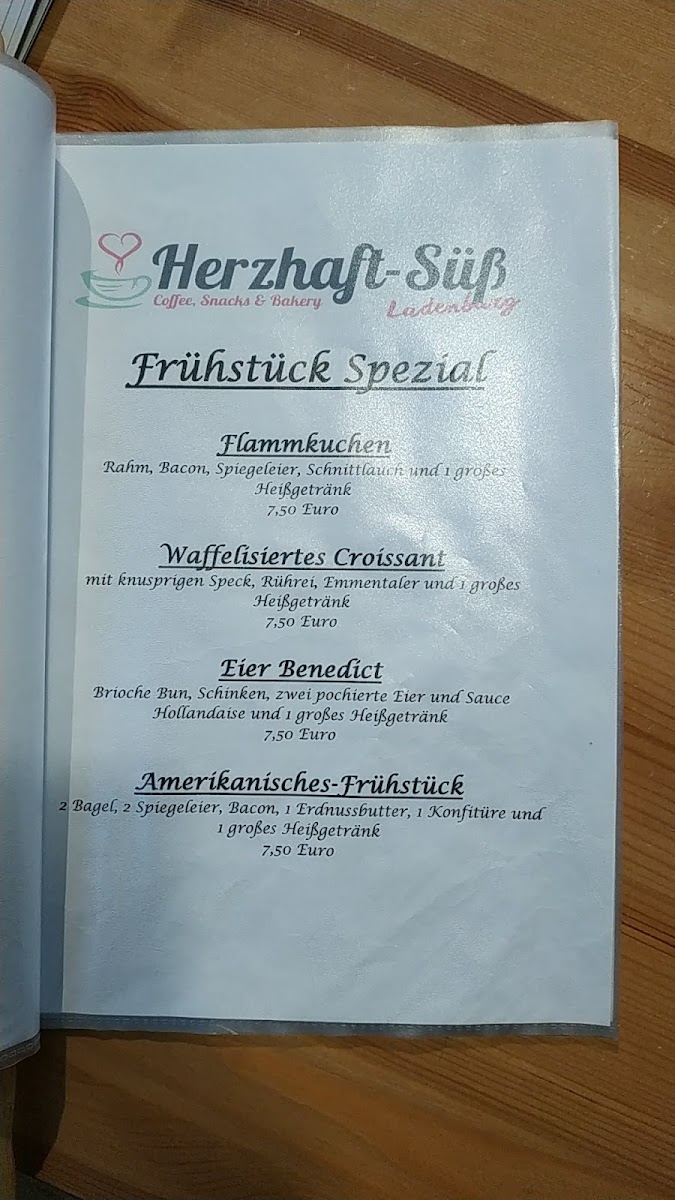 Herzhaft-Süß
Coffee, Snacks & Bakery
Ladenburg
Frühstück Spezial
Flammkuchen
Rahm, Bacon, Spiegeleier, Schnittlauch und 1 großes
Heißgetränk
7,50 Euro
Waffelisiertes Croissant
mit knusprigen Speck, Rührei, Emmentaler und 1 großes
Heißgetränk
7,50 Euro
Eier Benedict
Brioche Bun, Schinken, zwei pochierte Eier und Sauce
Hollandaise und 1 großes Heißgetränk
7,50 Euro
Amerikanisches-Frühstück
2 Bagel, 2 Spiegeleier, Bacon, 1 Erdnussbutter, 1 Konfitüre und
1 großes Heißgetränk
7,50 Euro